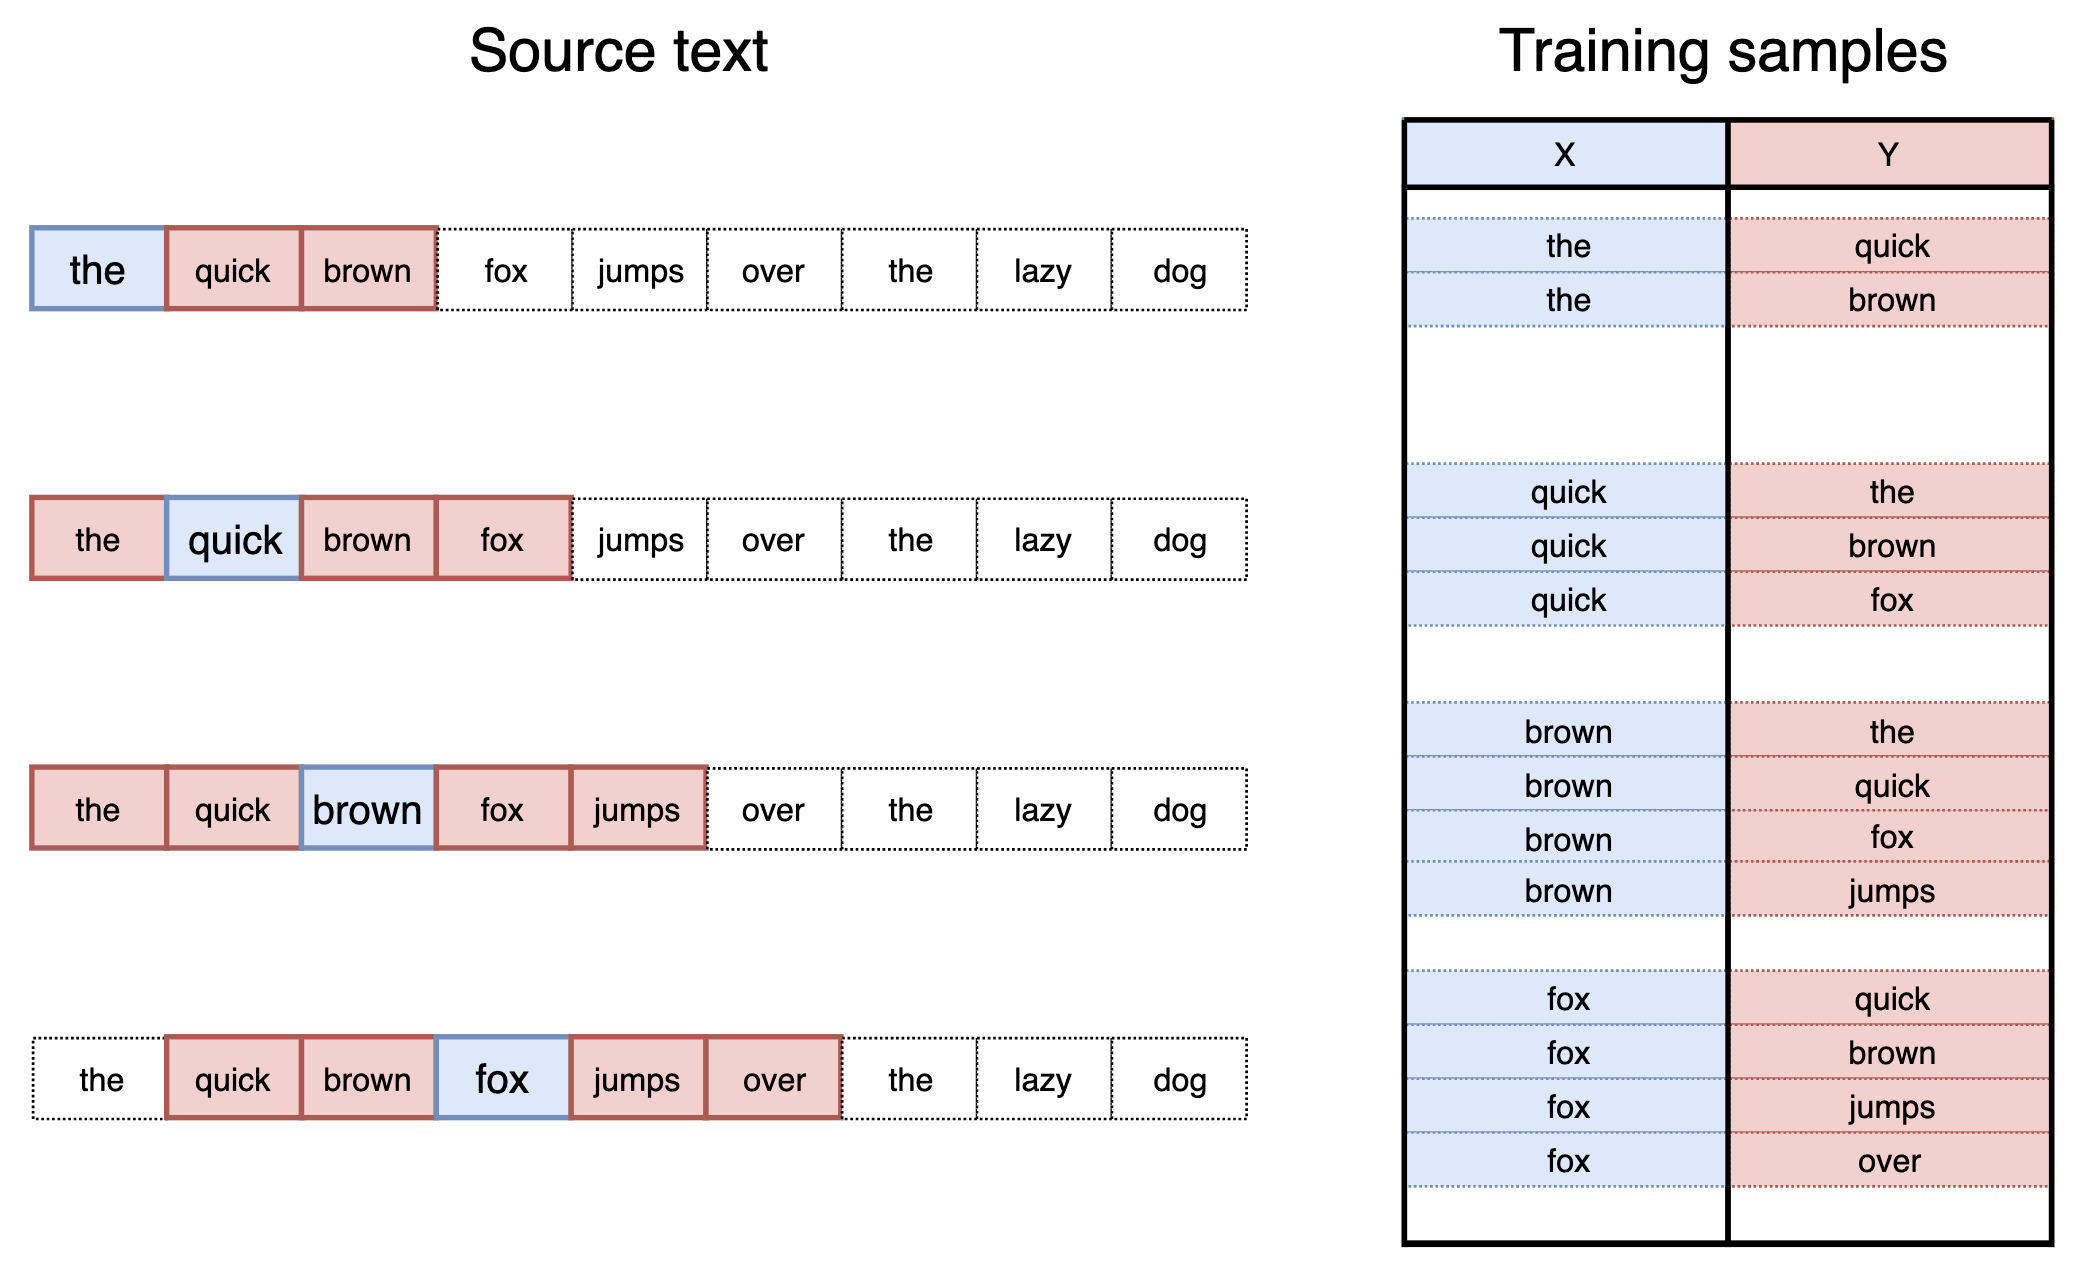 Source text
the quick brown fox jumps over the lazy dog
the quick brown fox jumps over the lazy dog
the quick brown fox jumps over the lazy dog
the quick brown fox jumps over the lazy dog
Training samples
X Y
the quick
the brown
quick the
quick brown
quick fox
brown the
brown quick
brown fox
brown jumps
fox quick
fox brown
fox jumps
fox over